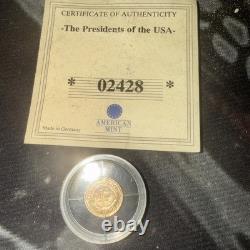 CERTIFICATE OF AUTHENTICITY
-The Presidents of the USA-
* 02428 *
AMERICAN
MINT
Made in Germany